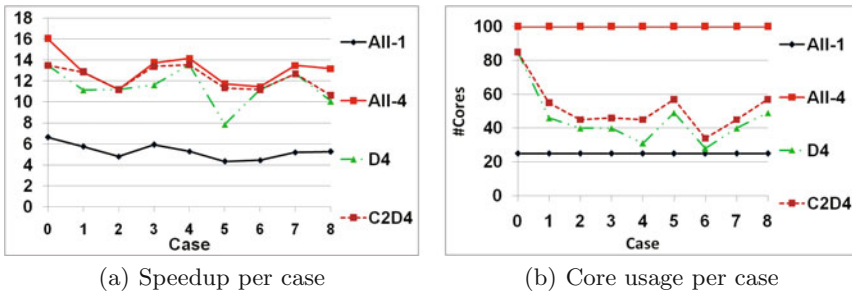 18
16
14
12
10
8
6
4
2
0
0 1 2 3 4 5 6 7 8
Case
All-1
All-4
D4
C2D4
(a) Speedup per case
100
80
60
40
20
0
#Cores
0 1 2 3 4 5 6 7 8
Case
All-1
All-4
D4
C2D4
(b) Core usage per case